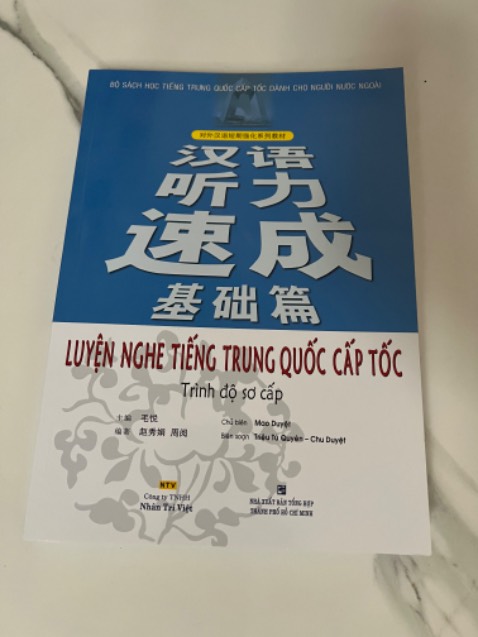 BỘ SÁCH HỌC TIẾNG TRUNG QUỐC CẤP TỐC DÀNH CHO NGƯỜI NƯỚC NGOÀI
对外汉语短期强化系列教材
汉语
听力
速成
基础篇
LUYỆN NGHE TIẾNG TRUNG QUỐC CẤP TỐC
Trình độ sơ cấp
主编 毛悦 Chủ biên Mao Duyệt
编著 赵秀娟 周阅 Biên soạn Triệu Tú Quyên – Chu Duyệt
NTV
Công ty TNHH
Nhân Trí Việt
NHÀ XUẤT BẢN TỔNG HỢP
THÀNH PHỐ HỒ CHÍ MINH